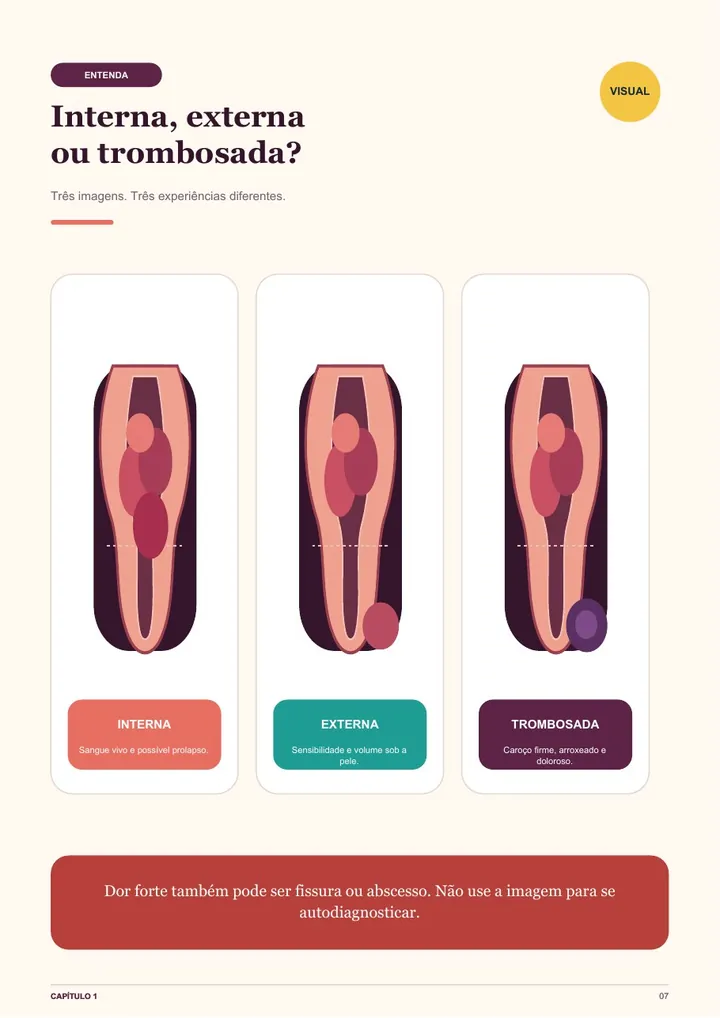 ENTENDA
VISUAL
Interna, externa
ou trombosada?
Três imagens. Três experiências diferentes.
INTERNA
Sangue vivo e possível prolapso.
EXTERNA
Sensibilidade e volume sob a
pele.
TROMBOSADA
Caroço firme, arroxeado e
doloroso.
Dor forte também pode ser fissura ou abscesso. Não use a imagem para se
autodiagnosticar.
CAPÍTULO 1
07